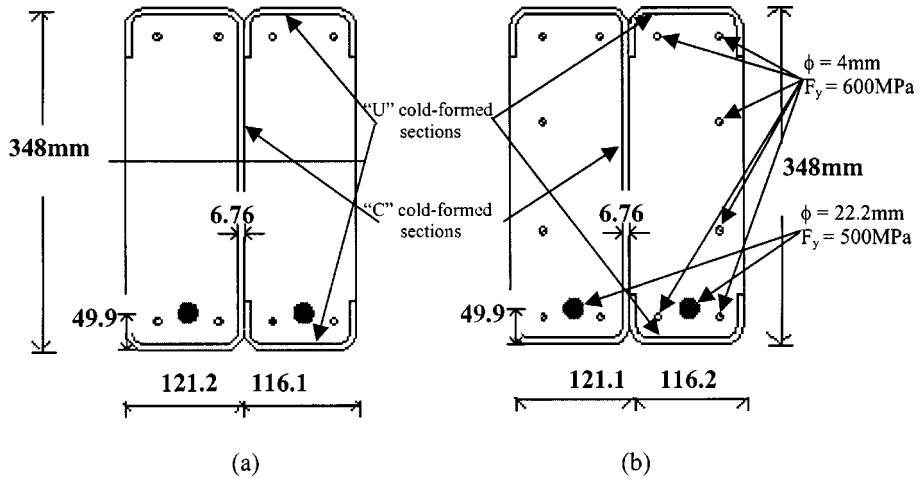 348mm
"U" cold-formed
sections
"C" cold-formed
sections
6.76
49.9
121.2 116.1
(a)
ϕ = 4mm
Fy = 600MPa
348mm
ϕ = 22.2mm
Fy = 500MPa
6.76
49.9
121.1 116.2
(b)